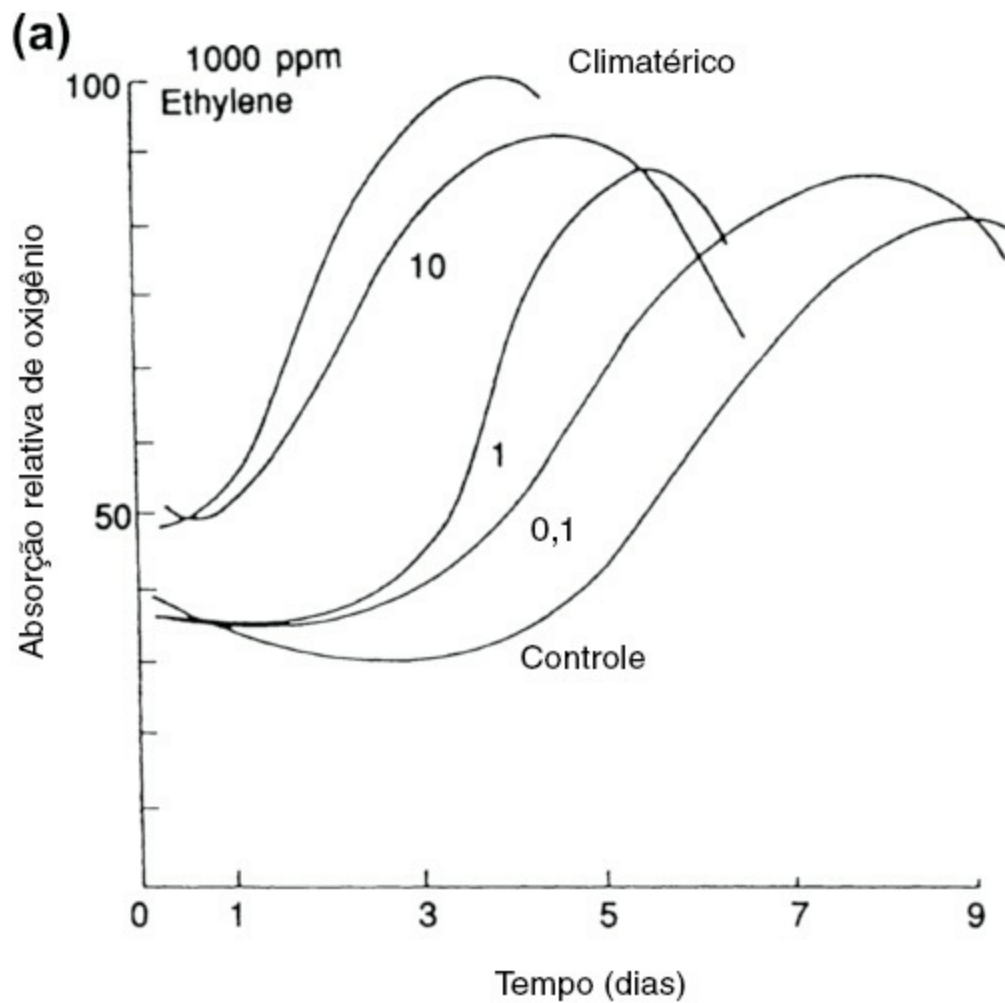 (a)
1000 ppm
Ethylene
Climatérico
100
10
1
50
0,1
Controle
Absorção relativa de oxigênio
0 1 3 5 7 9
Tempo (dias)